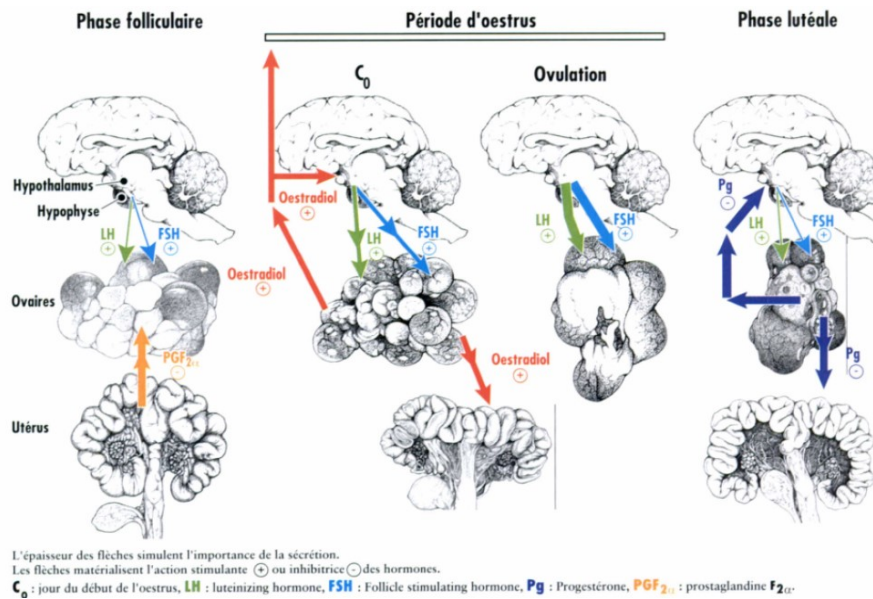 Phase folliculaire
Période d'oestrus
Phase lutéale
C₀
Ovulation
Hypothalamus
Hypophyse
LH
+
FSH
+
Ovaires
PGF2α
-
Utérus
Oestradiol
+
Oestradiol
+
LH
+
FSH
+
Oestradiol
+
LH
+
FSH
+
Pg
-
LH
+
FSH
+
Pg
-
L'épaisseur des flèches simulent l'importance de la sécrétion.
Les flèches matérialisent l'action stimulante + ou inhibitrice - des hormones.
C₀ : jour du début de l'oestrus, LH : luteinizing hormone, FSH : Follicle stimulating hormone, Pg : Progestérone, PGF2α : prostaglandine F2α.